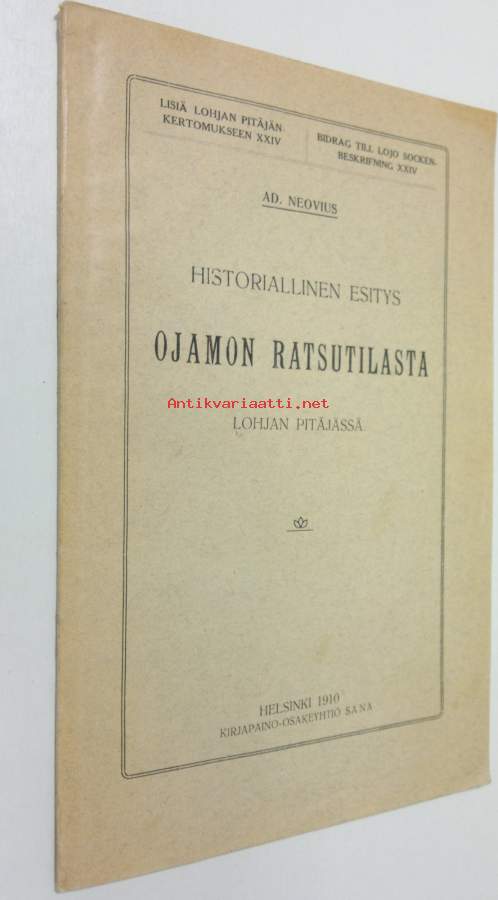 LISIÄ LOHJAN PITÄJÄN-
KERTOMUKSEEN XXIV
BIDRAG TILL LOJO SOCKEN-
BESKRIFNING XXIV
AD. NEOVIUS
HISTORIALLINEN ESITYS
OJAMON RATSUTILASTA
Antikvariaatti.net
LOHJAN PITÄJÄSSÄ.
HELSINKI 1910
KIRJAPAINO-OSAKEYHTIÖ SANA